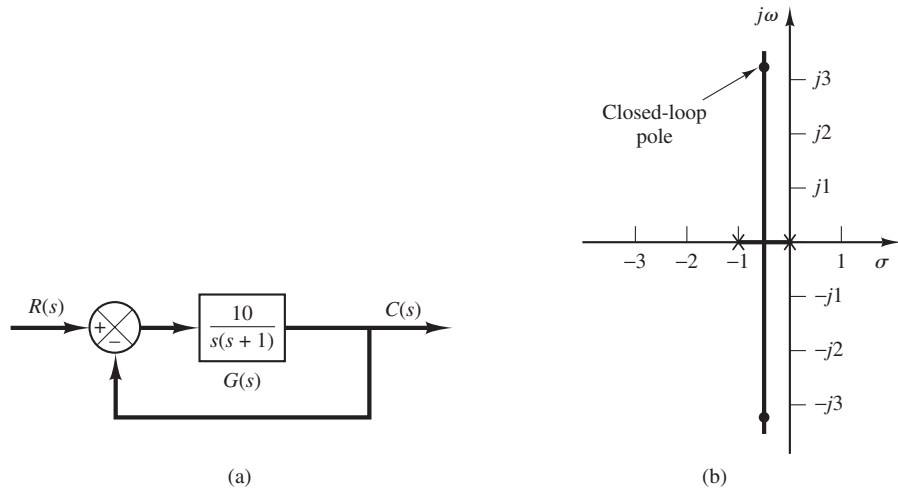 R(s)
+
−
10
s(s + 1)
G(s)
C(s)
(a)
jω
j3
j2
j1
Closed-loop
pole
−3
−2
−1
1
σ
−j1
−j2
−j3
(b)